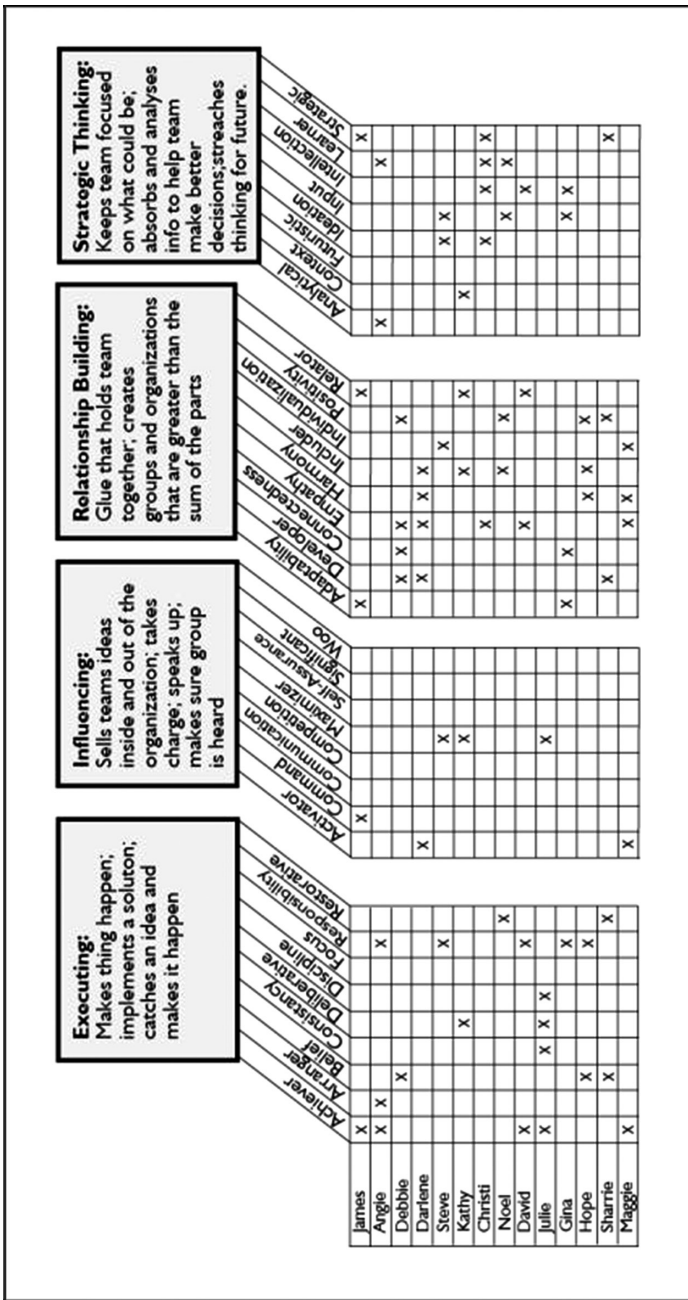 Executing:
Makes thing happen;
implements a soluton;
catches an idea and
makes it happen
Influencing:
Sells teams ideas
inside and out of the
organization; takes
charge; speaks up;
makes sure group
is heard
Relationship Building:
Glue that holds team
together; creates
groups and organizations
that are greater than the
sum of the parts
Strategic Thinking:
Keeps team focused
on what could be;
absorbs and analyses
info to help team
make better
decisions;streaches
thinking for future.
Achiever
Arranger
Belief
Consistancy
Deliberative
Discipline
Focus
Responsibility
Restorative
Activator
Command
Communication
Competition
Maximizer
Self-Assurance
Significant
Woo
Adaptability
Developer
Connectedness
Empathy
Harmony
Includer
Individualization
Positivity
Relator
Analytical
Context
Futuristic
Ideation
Input
Intellection
Learner
Strategic
James X X X X X
Angie X X X X X
Debbie X X X X X
Darlene X X X X X
Steve X X X X X
Kathy X X X X X
Christi X X X X X
Noel X X X X X
David X X X X X
Julie X X X X X
Gina X X X X X
Hope X X X X X
Sharrie X X X X X
Maggie X X X X X